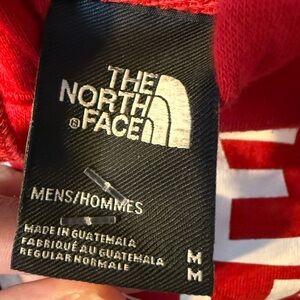 THE
NORTH
FACE
MENS/HOMMES
MADE IN GUATEMALA
FABRIQUÉ AU GUATEMALA
REGULAR NORMALE
M
M